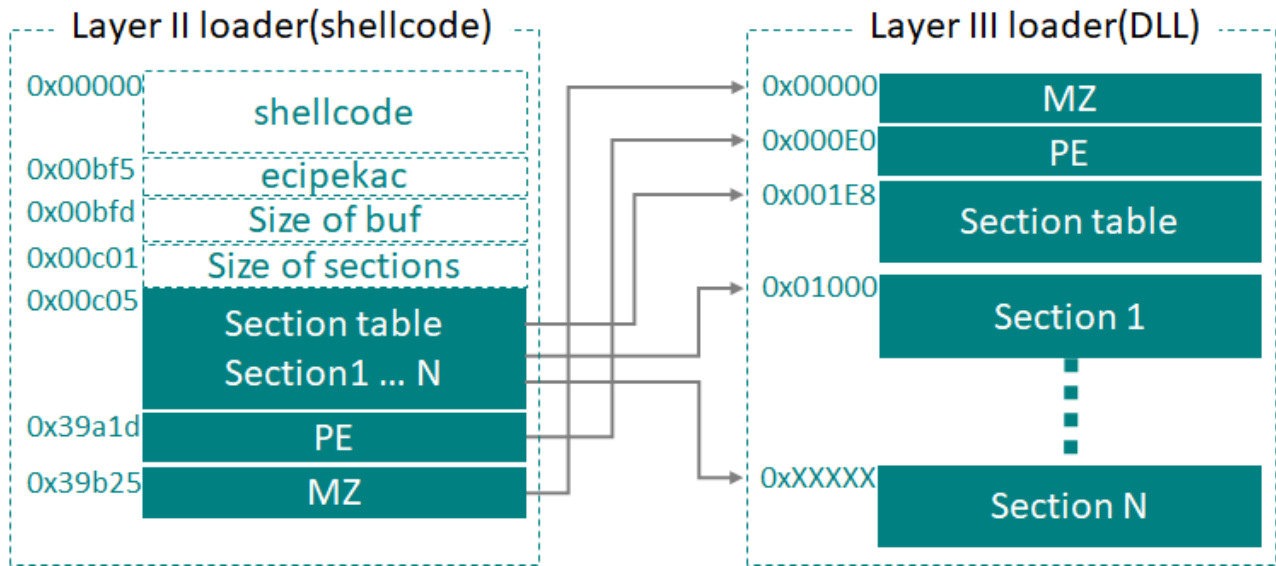 Layer II loader(shellcode)
0x00000
shellcode
0x00bf5
ecipekac
0x00bfd
Size of buf
0x00c01
Size of sections
0x00c05
Section table
Section1 ... N
0x39a1d
PE
0x39b25
MZ
Layer III loader(DLL)
0x00000
MZ
0x000E0
PE
0x001E8
Section table
0x01000
Section 1
0xXXXXX
Section N